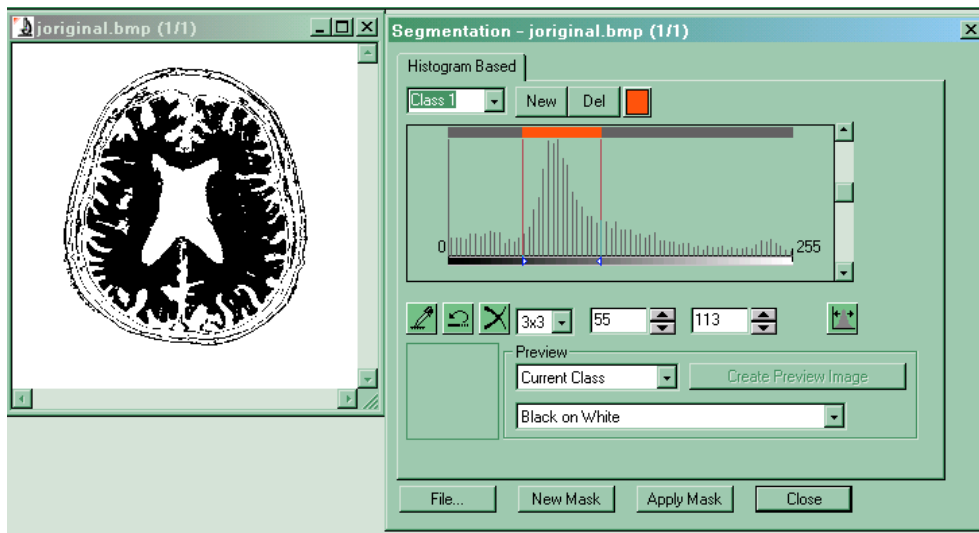 joriginal.bmp (1/1)
Segmentation - joriginal.bmp (1/1)
Histogram Based
Class 1
New
Del
0
255
3x3
55
113
Preview
Current Class
Create Preview Image
Black on White
File...
New Mask
Apply Mask
Close